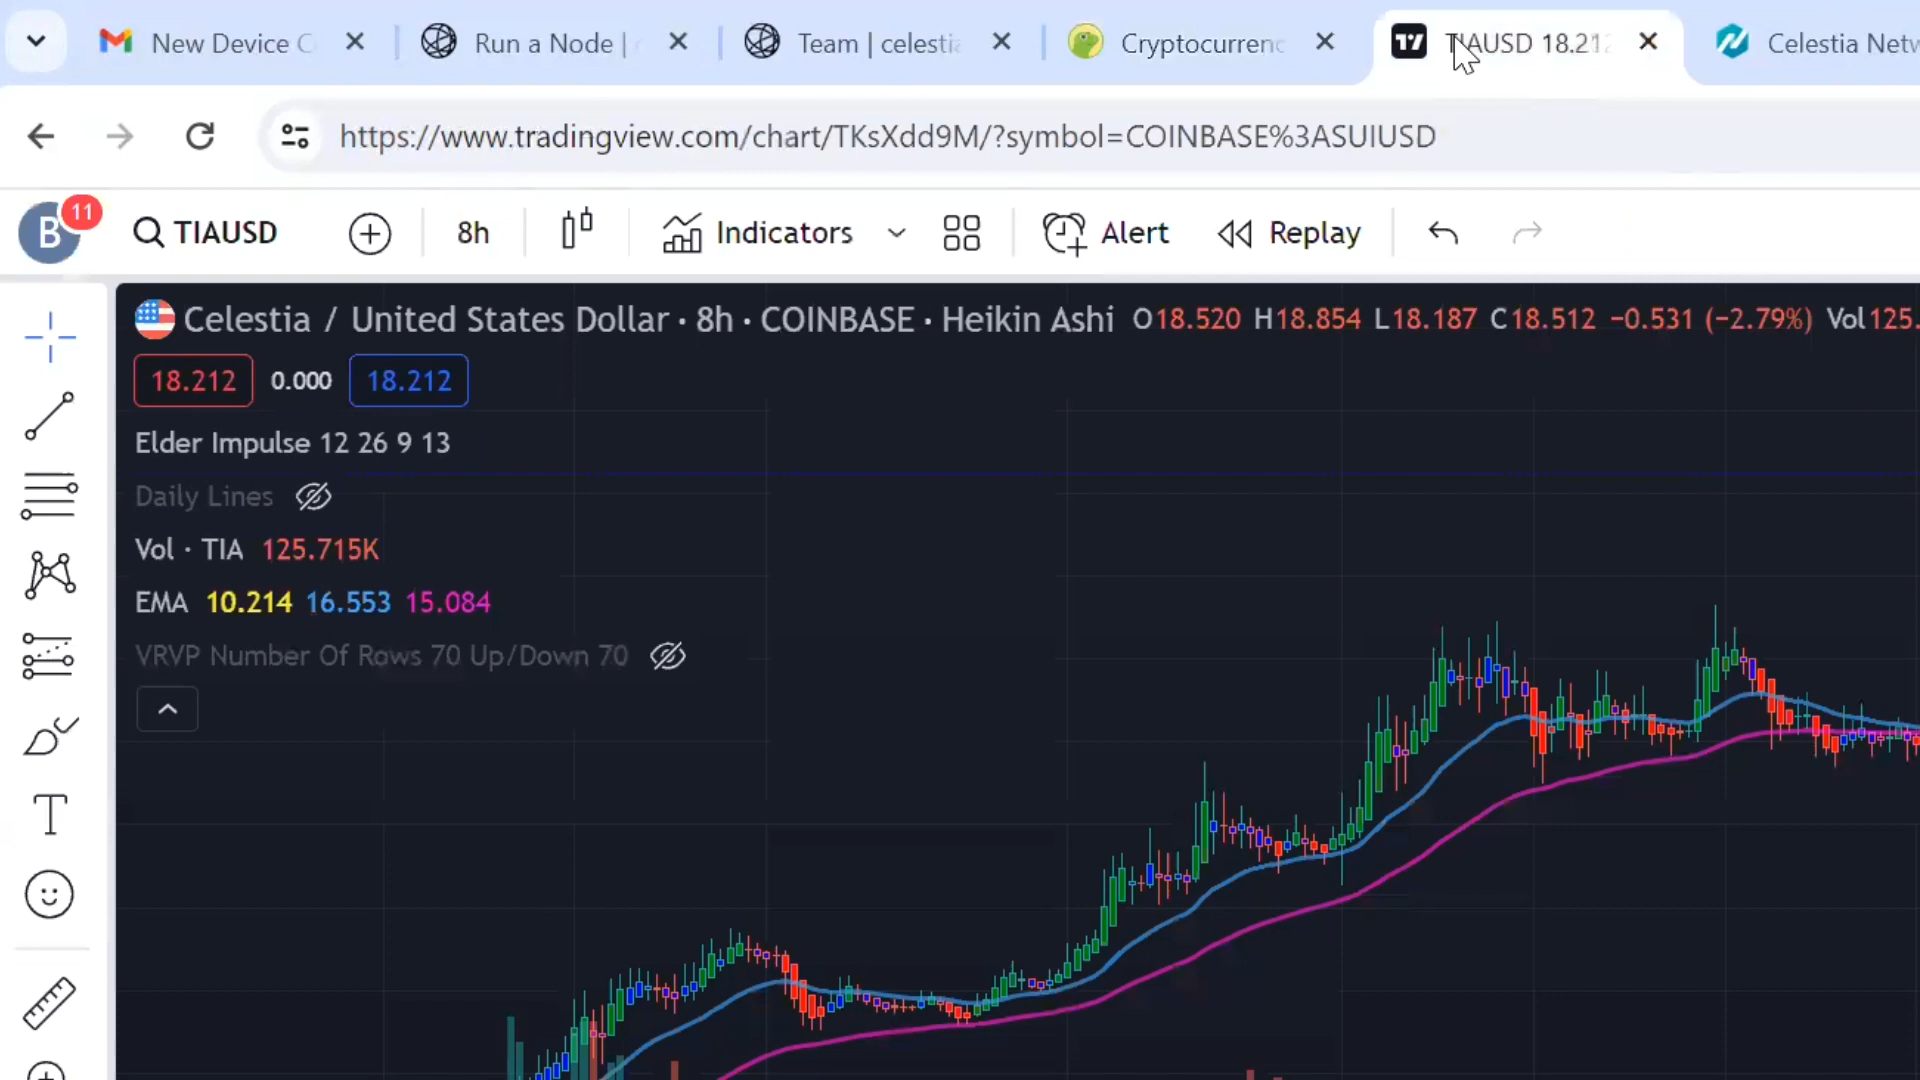 New Device C
Run a Node |
Team | celestia
Cryptocurrenc
TIAUSD 18.212
Celestia Netw
https://www.tradingview.com/chart/TKsXdd9M/?symbol=COINBASE%3ASUIUSD
B 11 TIAUSD 8h Indicators Alert Replay
Celestia / United States Dollar · 8h · COINBASE · Heikin Ashi O18.520 H18.854 L18.187 C18.512 −0.531 (−2.79%) Vol125.
18.212 0.000 18.212
Elder Impulse 12 26 9 13
Daily Lines
Vol · TIA 125.715K
EMA 10.214 16.553 15.084
VRVP Number Of Rows 70 Up/Down 70